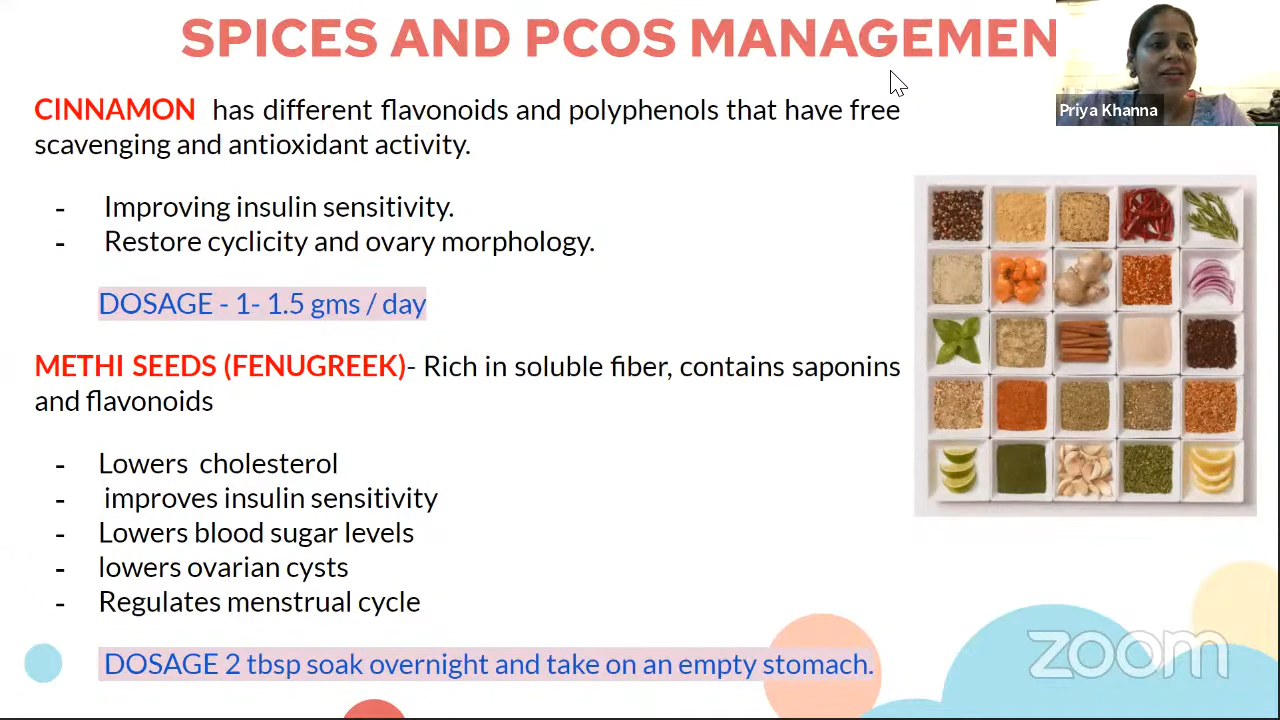 SPICES AND PCOS MANAGEMEN
Priya Khanna
CINNAMON has different flavonoids and polyphenols that have free
scavenging and antioxidant activity.
- Improving insulin sensitivity.
- Restore cyclicity and ovary morphology.
DOSAGE - 1- 1.5 gms / day
METHI SEEDS (FENUGREEK)- Rich in soluble fiber, contains saponins
and flavonoids
- Lowers cholesterol
- improves insulin sensitivity
- Lowers blood sugar levels
- lowers ovarian cysts
- Regulates menstrual cycle
DOSAGE 2 tbsp soak overnight and take on an empty stomach.
zoom